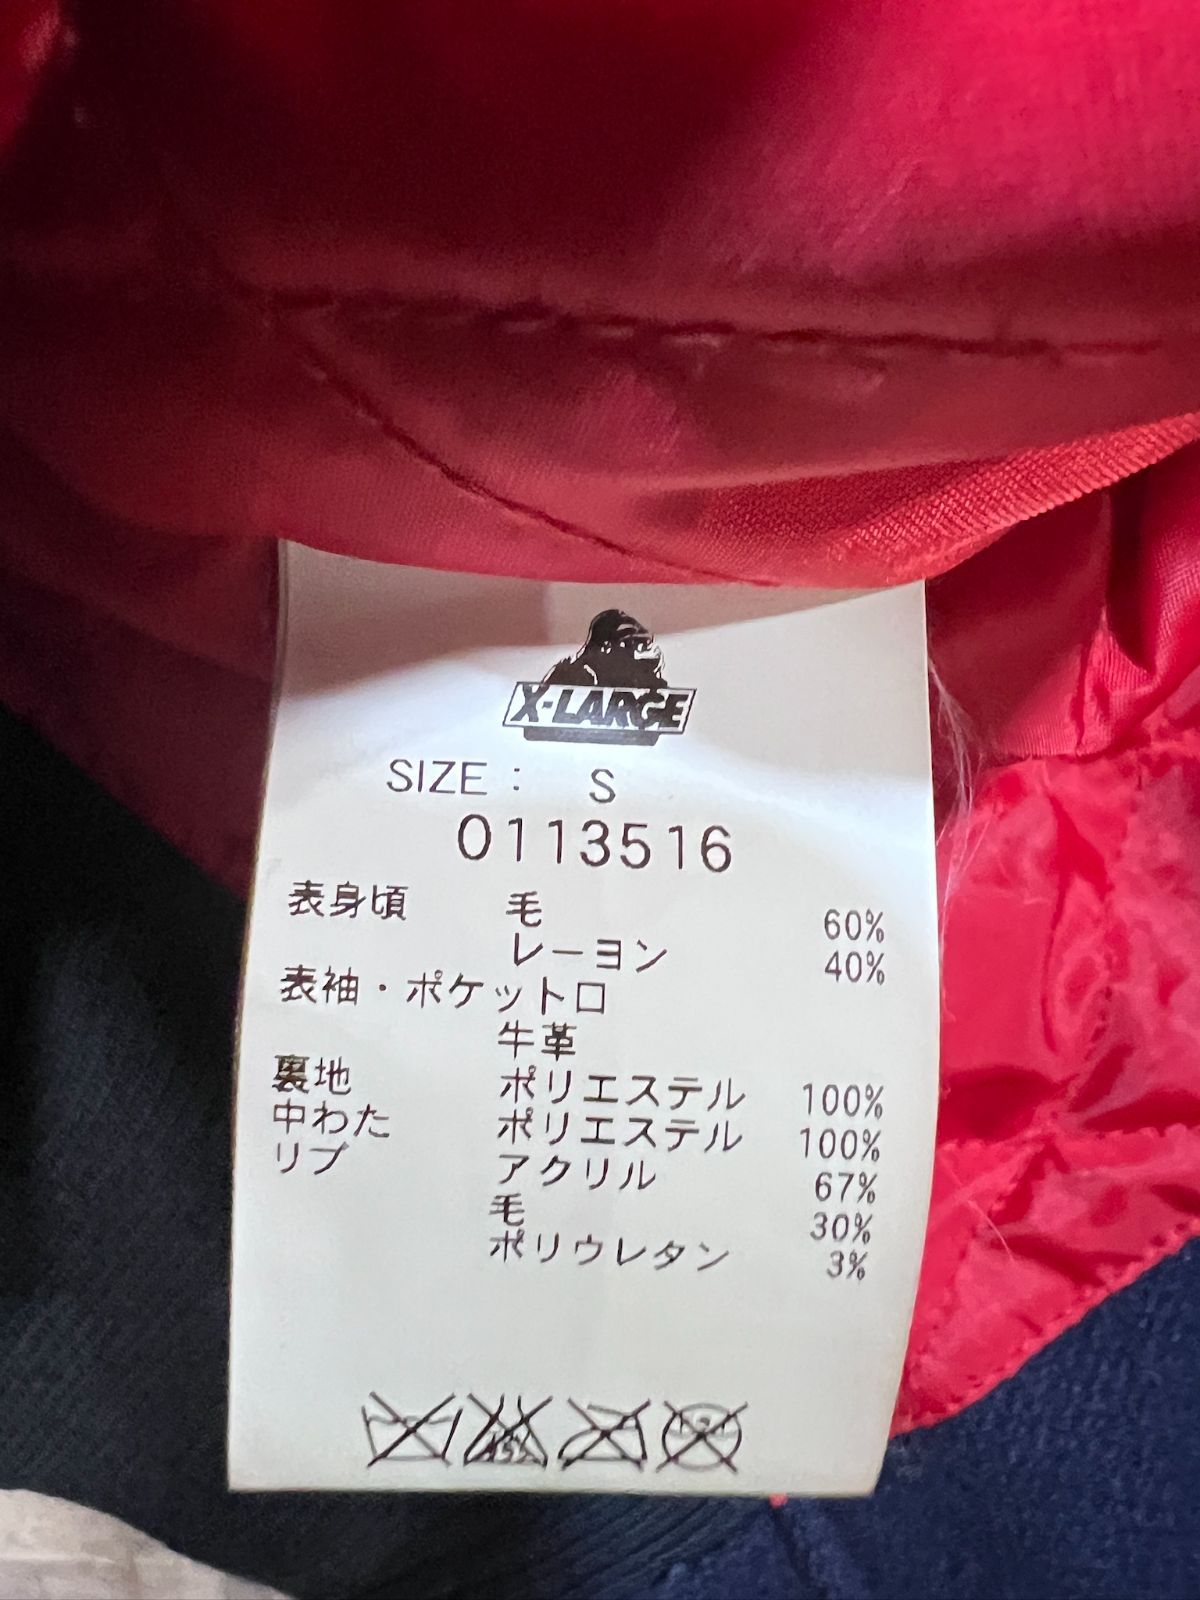 X-LARGE
SIZE : S
0113516
表身頃 毛 60%
レーヨン 40%
表袖・ポケット口
牛革
裏地 ポリエステル 100%
中わた ポリエステル 100%
リブ アクリル 67%
毛 30%
ポリウレタン 3%